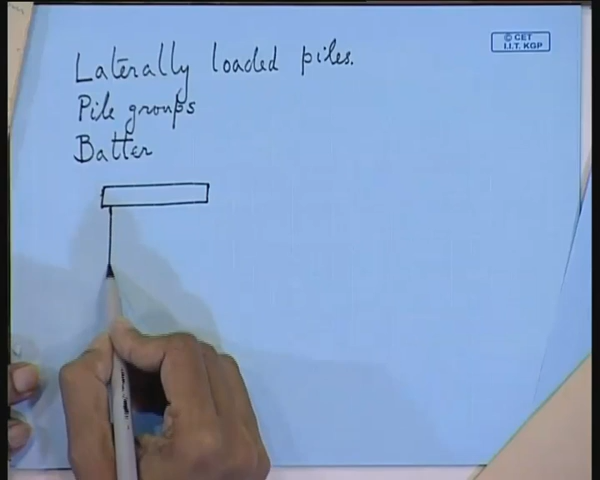 Laterally loaded piles.
© CET
I.I.T. KGP
Pile groups
Batter